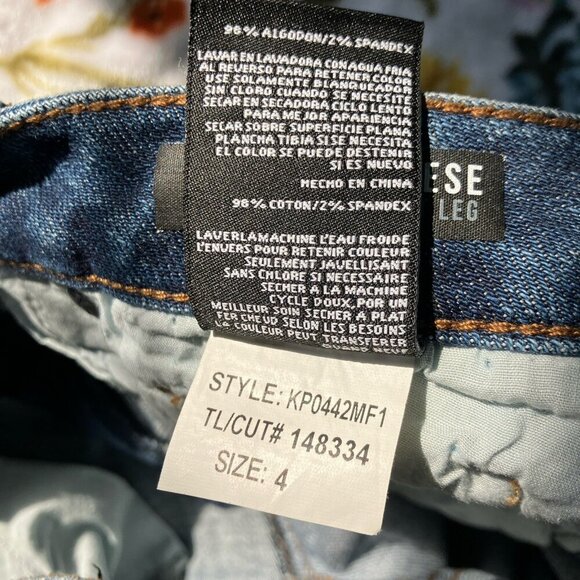 98% ALGODON/2% SPANDEX
LAVAR EN LAVADORA CON AGUA FRIA
AL REVERSO PARA RETENER COLOR
USE SOLAMENTE BLANQUEADOR
SIN CLORO CUANDO SE NECESITE
SECAR EN SECADORA CICLO LENTO
PARA MEJOR APARIENCIA
SECAR SOBRE SUPERFICIE PLANA
PLANCHA TIBIA SI SE NECESITA
EL COLOR SE PUEDE DESTENIR
SI ES NUEVO
HECHO EN CHINA
98% COTON/2% SPANDEX
LAVER LA MACHINE L'EAU FROIDE
L'ENVERS POUR RETENIR COULEUR
SEULEMENT JAVELLISANT
SANS CHLORE SI NECESSAIRE
SECHER A LA MACHINE
CYCLE DOUX, POR UN
MEILLEUR SOIN SECHER A PLAT
FER CHEUD SELON LES BESOINS
LA COULEUR PEUT TRANSFERER
ESE
LEG
STYLE: KP0442MF1
TL/CUT# 148334
SIZE: 4